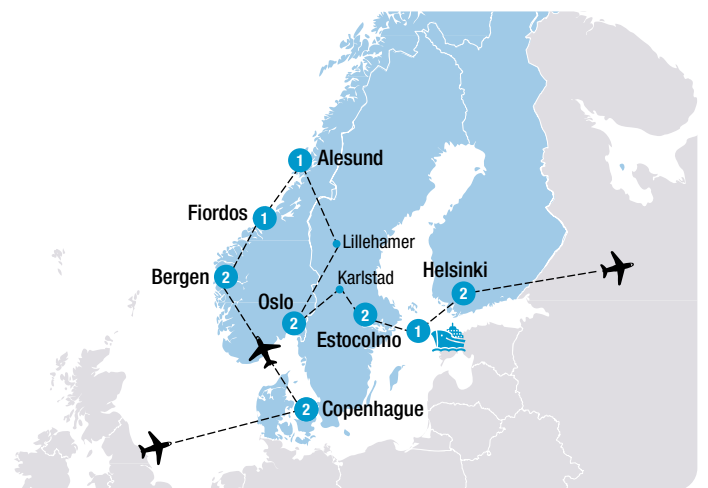 1 Alesund
Fiordos 1
Lillehamer
Bergen 2
Karlstad
Helsinki
2
Oslo
2
2
Estocolmo 1
2 Copenhague